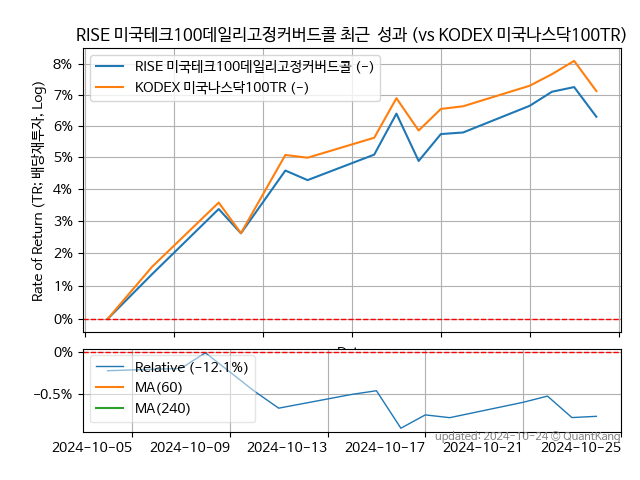 RISE 미국테크100데일리고정커버드콜 최근 성과 (vs KODEX 미국나스닥100TR)
Rate of Return (TR; 배당재투자, Log)
8%
7%
6%
5%
4%
3%
2%
1%
0%
RISE 미국테크100데일리고정커버드콜 (-)
KODEX 미국나스닥100TR (-)
0%
-0.5%
Relative (-12.1%)
MA(60)
MA(240)
updated: 2024-10-24 © QuantKang
2024-10-05 2024-10-09 2024-10-13 2024-10-17 2024-10-21 2024-10-25